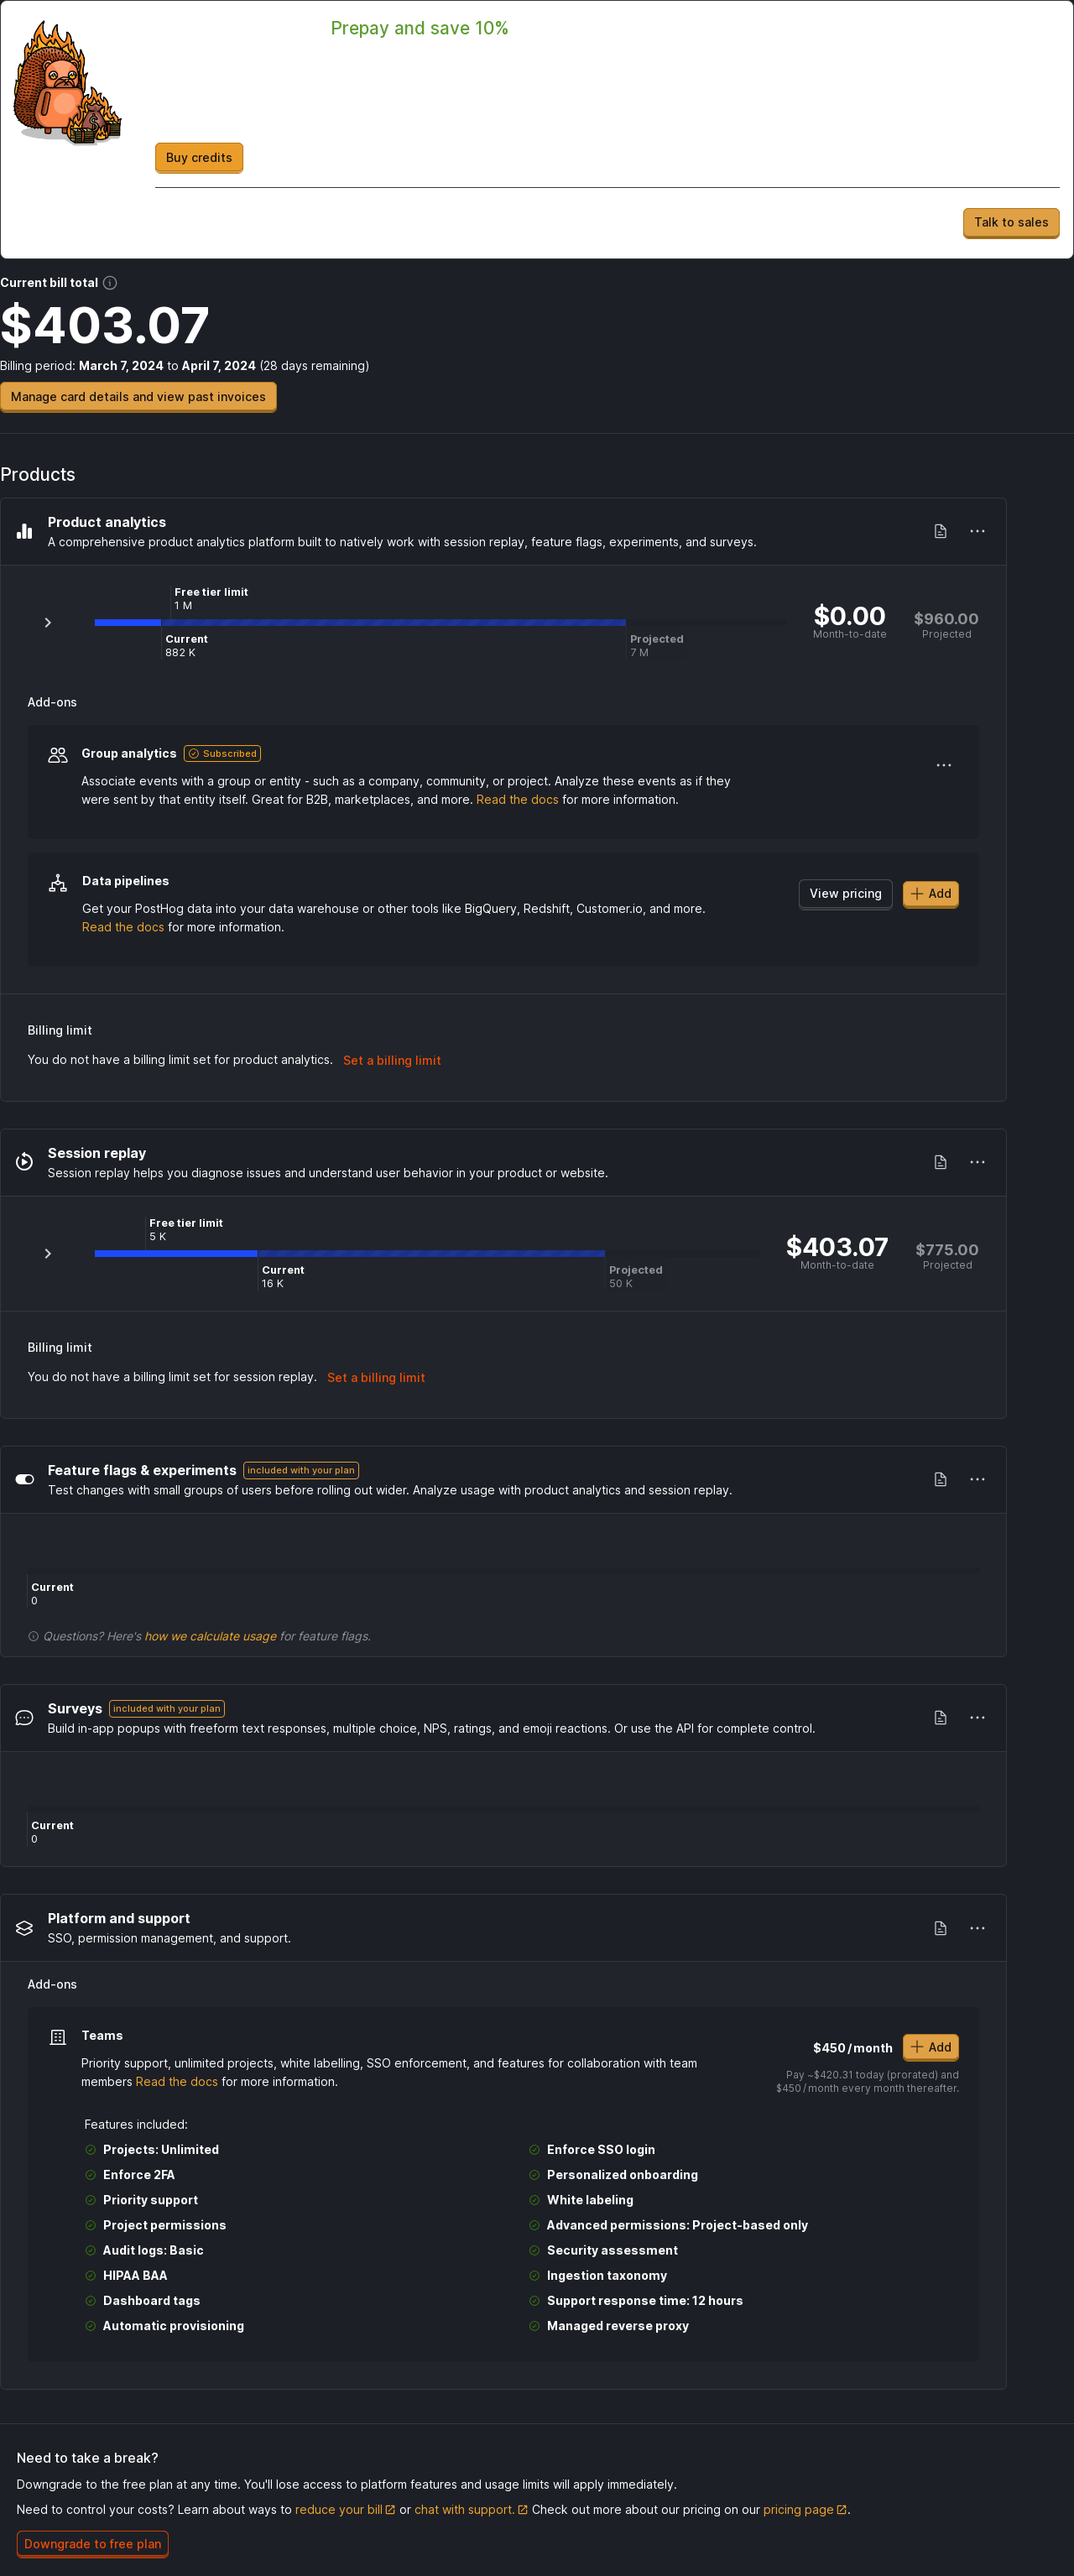 Prepay and save 10%
Buy credits
Talk to sales
Current bill total
$403.07
Billing period: March 7, 2024 to April 7, 2024 (28 days remaining)
Manage card details and view past invoices
Products
Product analytics
A comprehensive product analytics platform built to natively work with session replay, feature flags, experiments, and surveys.
Free tier limit
1 M
Current
882 K
Projected
7 M
$0.00
Month-to-date
$960.00
Projected
Add-ons
Group analytics Subscribed
Associate events with a group or entity - such as a company, community, or project. Analyze these events as if they
were sent by that entity itself. Great for B2B, marketplaces, and more. Read the docs for more information.
Data pipelines
Get your PostHog data into your data warehouse or other tools like BigQuery, Redshift, Customer.io, and more.
Read the docs for more information.
View pricing
Add
Billing limit
You do not have a billing limit set for product analytics. Set a billing limit
Session replay
Session replay helps you diagnose issues and understand user behavior in your product or website.
Free tier limit
5 K
Current
16 K
Projected
50 K
$403.07
Month-to-date
$775.00
Projected
Billing limit
You do not have a billing limit set for session replay. Set a billing limit
Feature flags & experiments included with your plan
Test changes with small groups of users before rolling out wider. Analyze usage with product analytics and session replay.
Current
0
Questions? Here's how we calculate usage for feature flags.
Surveys included with your plan
Build in-app popups with freeform text responses, multiple choice, NPS, ratings, and emoji reactions. Or use the API for complete control.
Current
0
Platform and support
SSO, permission management, and support.
Add-ons
Teams
Priority support, unlimited projects, white labelling, SSO enforcement, and features for collaboration with team
members Read the docs for more information.
$450/month
Add
Pay ~$420.31 today (prorated) and
$450/month every month thereafter.
Features included:
Projects: Unlimited
Enforce 2FA
Priority support
Project permissions
Audit logs: Basic
HIPAA BAA
Dashboard tags
Automatic provisioning
Enforce SSO login
Personalized onboarding
White labeling
Advanced permissions: Project-based only
Security assessment
Ingestion taxonomy
Support response time: 12 hours
Managed reverse proxy
Need to take a break?
Downgrade to the free plan at any time. You'll lose access to platform features and usage limits will apply immediately.
Need to control your costs? Learn about ways to reduce your bill or chat with support. Check out more about our pricing on our pricing page.
Downgrade to free plan